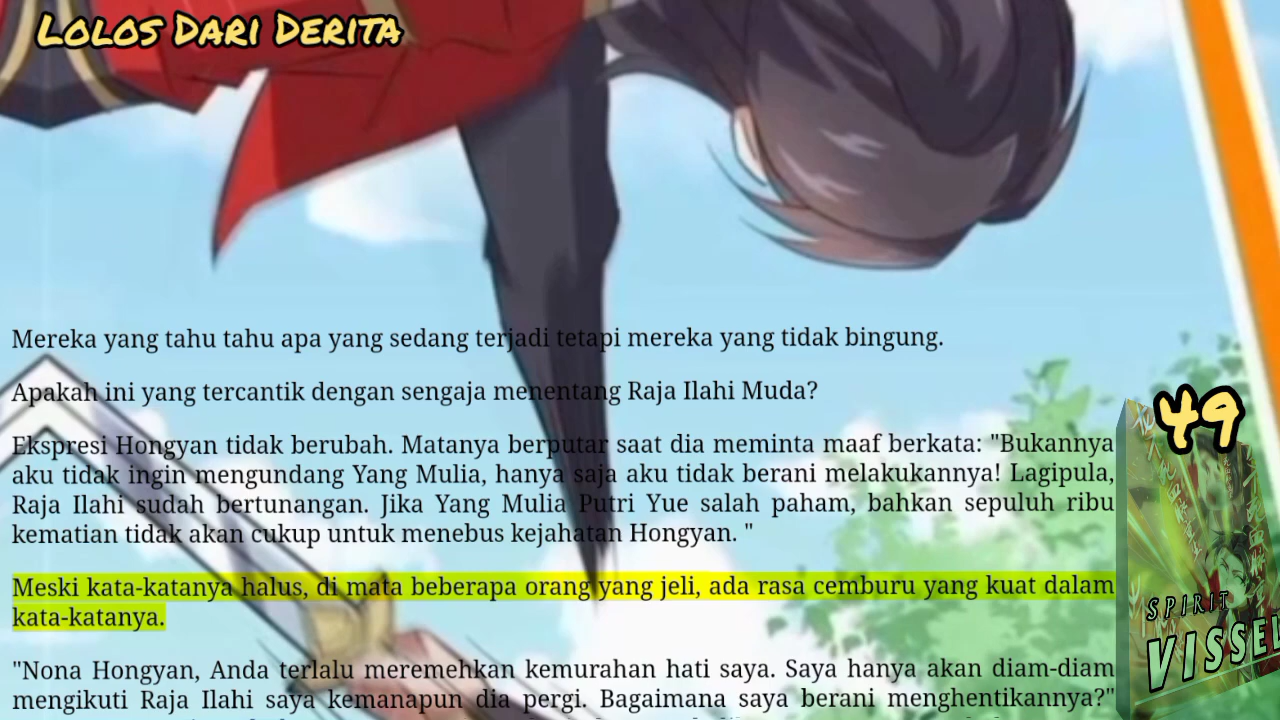 Lolos Dari Derita
Mereka yang tahu tahu apa yang sedang terjadi tetapi mereka yang tidak bingung.
Apakah ini yang tercantik dengan sengaja menentang Raja Ilahi Muda?
Ekspresi Hongyan tidak berubah. Matanya berputar saat dia meminta maaf berkata: "Bukannya
aku tidak ingin mengundang Yang Mulia, hanya saja aku tidak berani melakukannya! Lagipula,
Raja Ilahi sudah bertunangan. Jika Yang Mulia Putri Yue salah paham, bahkan sepuluh ribu
kematian tidak akan cukup untuk menebus kejahatan Hongyan. "
Meski kata-katanya halus, di mata beberapa orang yang jeli, ada rasa cemburu yang kuat dalam
kata-katanya.
"Nona Hongyan, Anda terlalu meremehkan kemurahan hati saya. Saya hanya akan diam-diam
mengikuti Raja Ilahi saya kemanapun dia pergi. Bagaimana saya berani menghentikannya?"
49
SPIRIT
VISSEL